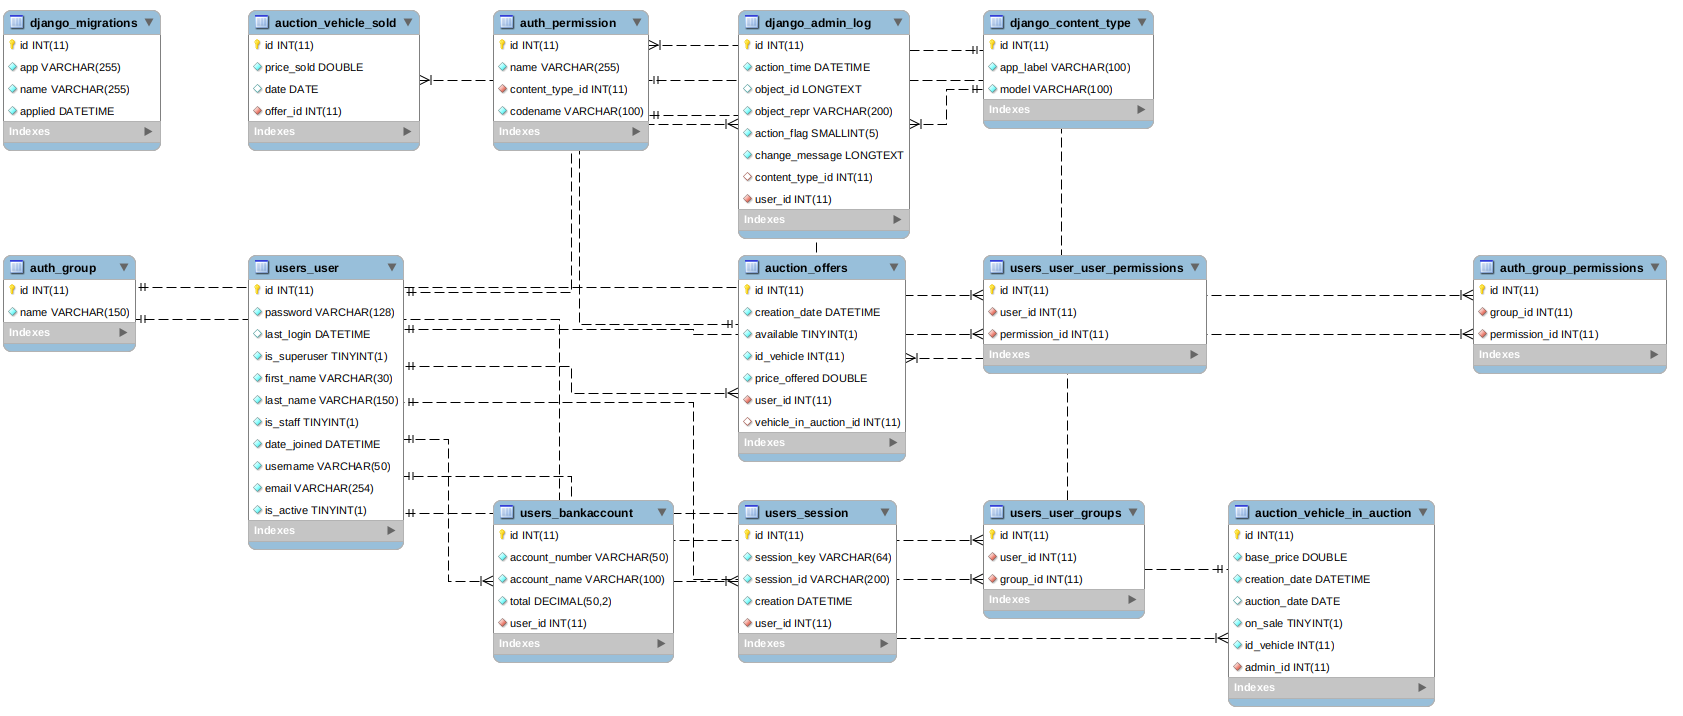 django_migrations
id INT(11)
app VARCHAR(255)
name VARCHAR(255)
applied DATETIME
Indexes
auction_vehicle_sold
id INT(11)
price_sold DOUBLE
date DATE
offer_id INT(11)
Indexes
auth_permission
id INT(11)
name VARCHAR(255)
content_type_id INT(11)
codename VARCHAR(100)
Indexes
django_admin_log
id INT(11)
action_time DATETIME
object_id LONGTEXT
object_repr VARCHAR(200)
action_flag SMALLINT(5)
change_message LONGTEXT
content_type_id INT(11)
user_id INT(11)
Indexes
django_content_type
id INT(11)
app_label VARCHAR(100)
model VARCHAR(100)
Indexes
auth_group
id INT(11)
name VARCHAR(150)
Indexes
users_user
id INT(11)
password VARCHAR(128)
last_login DATETIME
is_superuser TINYINT(1)
first_name VARCHAR(30)
last_name VARCHAR(150)
is_staff TINYINT(1)
date_joined DATETIME
username VARCHAR(50)
email VARCHAR(254)
is_active TINYINT(1)
Indexes
auction_offers
id INT(11)
creation_date DATETIME
available TINYINT(1)
id_vehicle INT(11)
price_offered DOUBLE
user_id INT(11)
vehicle_in_auction_id INT(11)
Indexes
users_user_user_permissions
id INT(11)
user_id INT(11)
permission_id INT(11)
Indexes
auth_group_permissions
id INT(11)
group_id INT(11)
permission_id INT(11)
Indexes
users_bankaccount
id INT(11)
account_number VARCHAR(50)
account_name VARCHAR(100)
total DECIMAL(50,2)
user_id INT(11)
Indexes
users_session
id INT(11)
session_key VARCHAR(64)
session_id VARCHAR(200)
creation DATETIME
user_id INT(11)
Indexes
users_user_groups
id INT(11)
user_id INT(11)
group_id INT(11)
Indexes
auction_vehicle_in_auction
id INT(11)
base_price DOUBLE
creation_date DATETIME
auction_date DATE
on_sale TINYINT(1)
id_vehicle INT(11)
admin_id INT(11)
Indexes